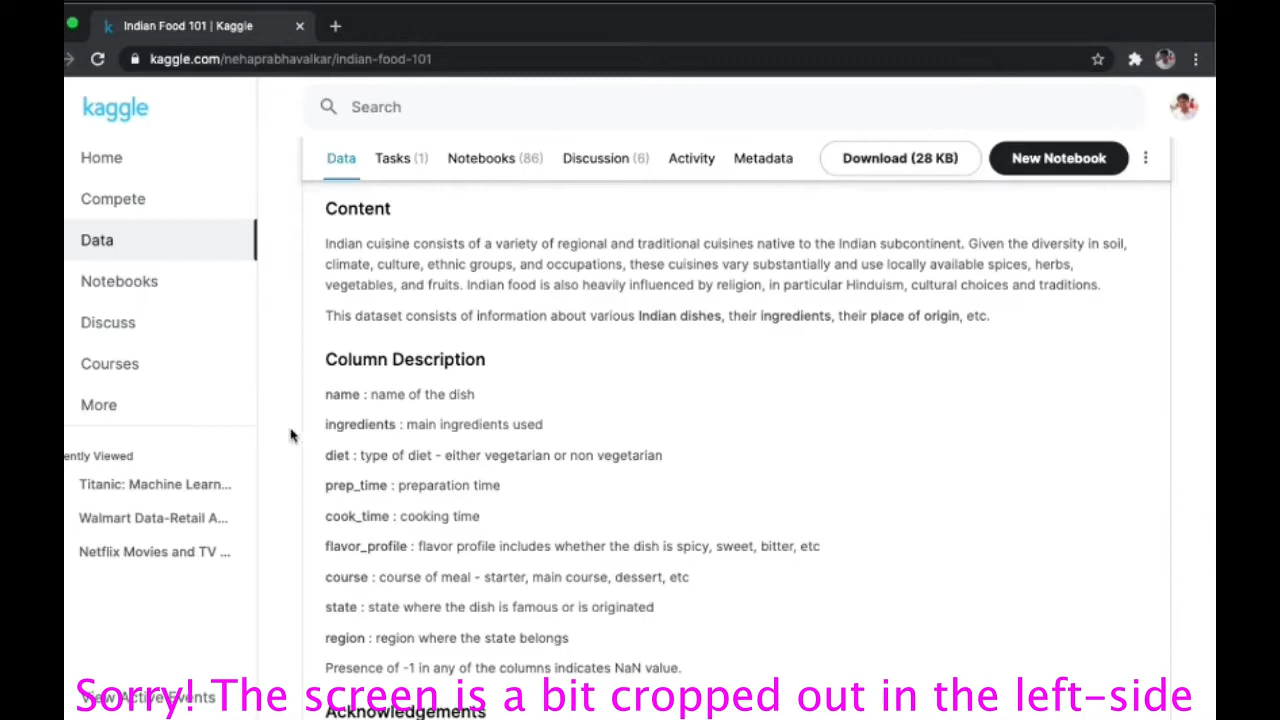 Indian Food 101 | Kaggle
kaggle.com/nehaprabhavalkar/indian-food-101
kaggle
Search
Home
Compete
Data
Notebooks
Discuss
Courses
More
ently Viewed
Titanic: Machine Learn...
Walmart Data-Retail A...
Netflix Movies and TV ...
View Active Events
Data Tasks (1) Notebooks (86) Discussion (6) Activity Metadata Download (28 KB) New Notebook
Content
Indian cuisine consists of a variety of regional and traditional cuisines native to the Indian subcontinent. Given the diversity in soil,
climate, culture, ethnic groups, and occupations, these cuisines vary substantially and use locally available spices, herbs,
vegetables, and fruits. Indian food is also heavily influenced by religion, in particular Hinduism, cultural choices and traditions.
This dataset consists of information about various Indian dishes, their ingredients, their place of origin, etc.
Column Description
name : name of the dish
ingredients : main ingredients used
diet : type of diet - either vegetarian or non vegetarian
prep_time : preparation time
cook_time : cooking time
flavor_profile : flavor profile includes whether the dish is spicy, sweet, bitter, etc
course : course of meal - starter, main course, dessert, etc
state : state where the dish is famous or is originated
region : region where the state belongs
Presence of -1 in any of the columns indicates NaN value.
Acknowledgements
Sorry! The screen is a bit cropped out in the left-side